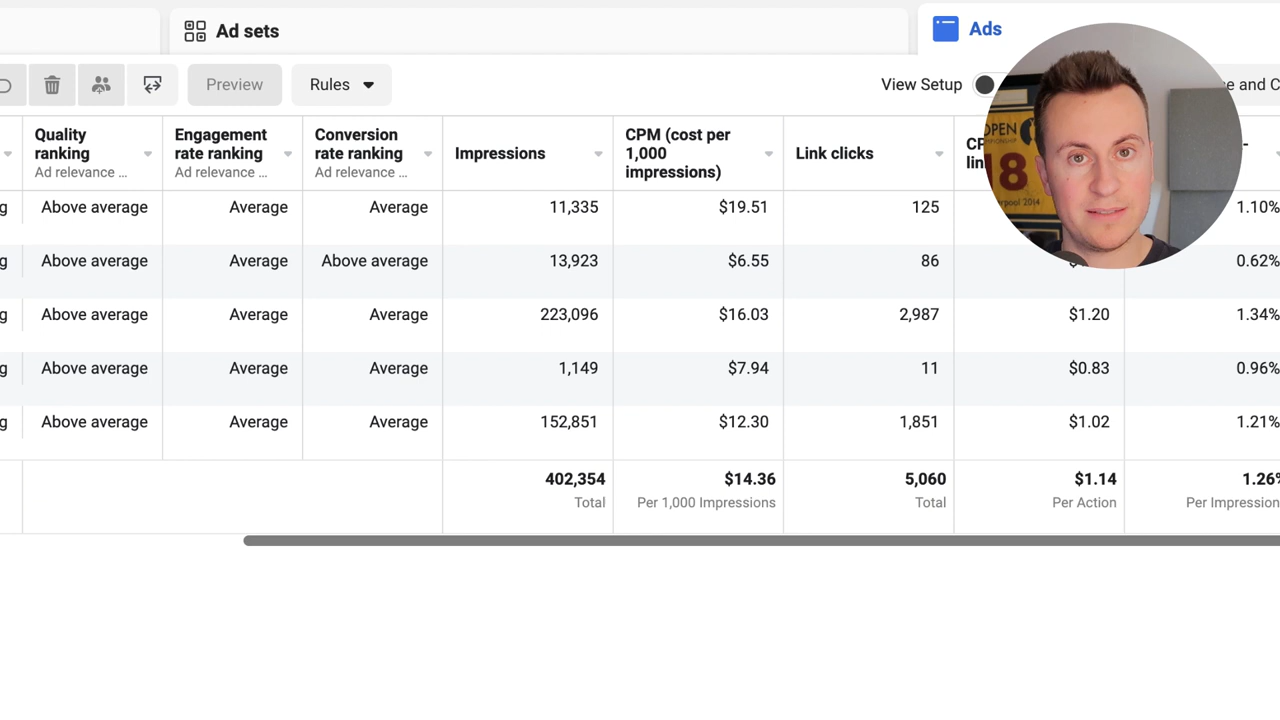 Ad sets
Ads
Preview
Rules
View Setup
e and C
Quality ranking
Ad relevance ...
Engagement rate ranking
Ad relevance ...
Conversion rate ranking
Ad relevance ...
Impressions
CPM (cost per 1,000 impressions)
Link clicks
CP
lin
OPEN
18
rpool 2014
g Above average Average Average 11,335 $19.51 125 1.10%
g Above average Average Above average 13,923 $6.55 86 0.62%
g Above average Average Average 223,096 $16.03 2,987 $1.20 1.34%
g Above average Average Average 1,149 $7.94 11 $0.83 0.96%
g Above average Average Average 152,851 $12.30 1,851 $1.02 1.21%
402,354 $14.36 5,060 $1.14 1.26%
Total Per 1,000 Impressions Total Per Action Per Impression